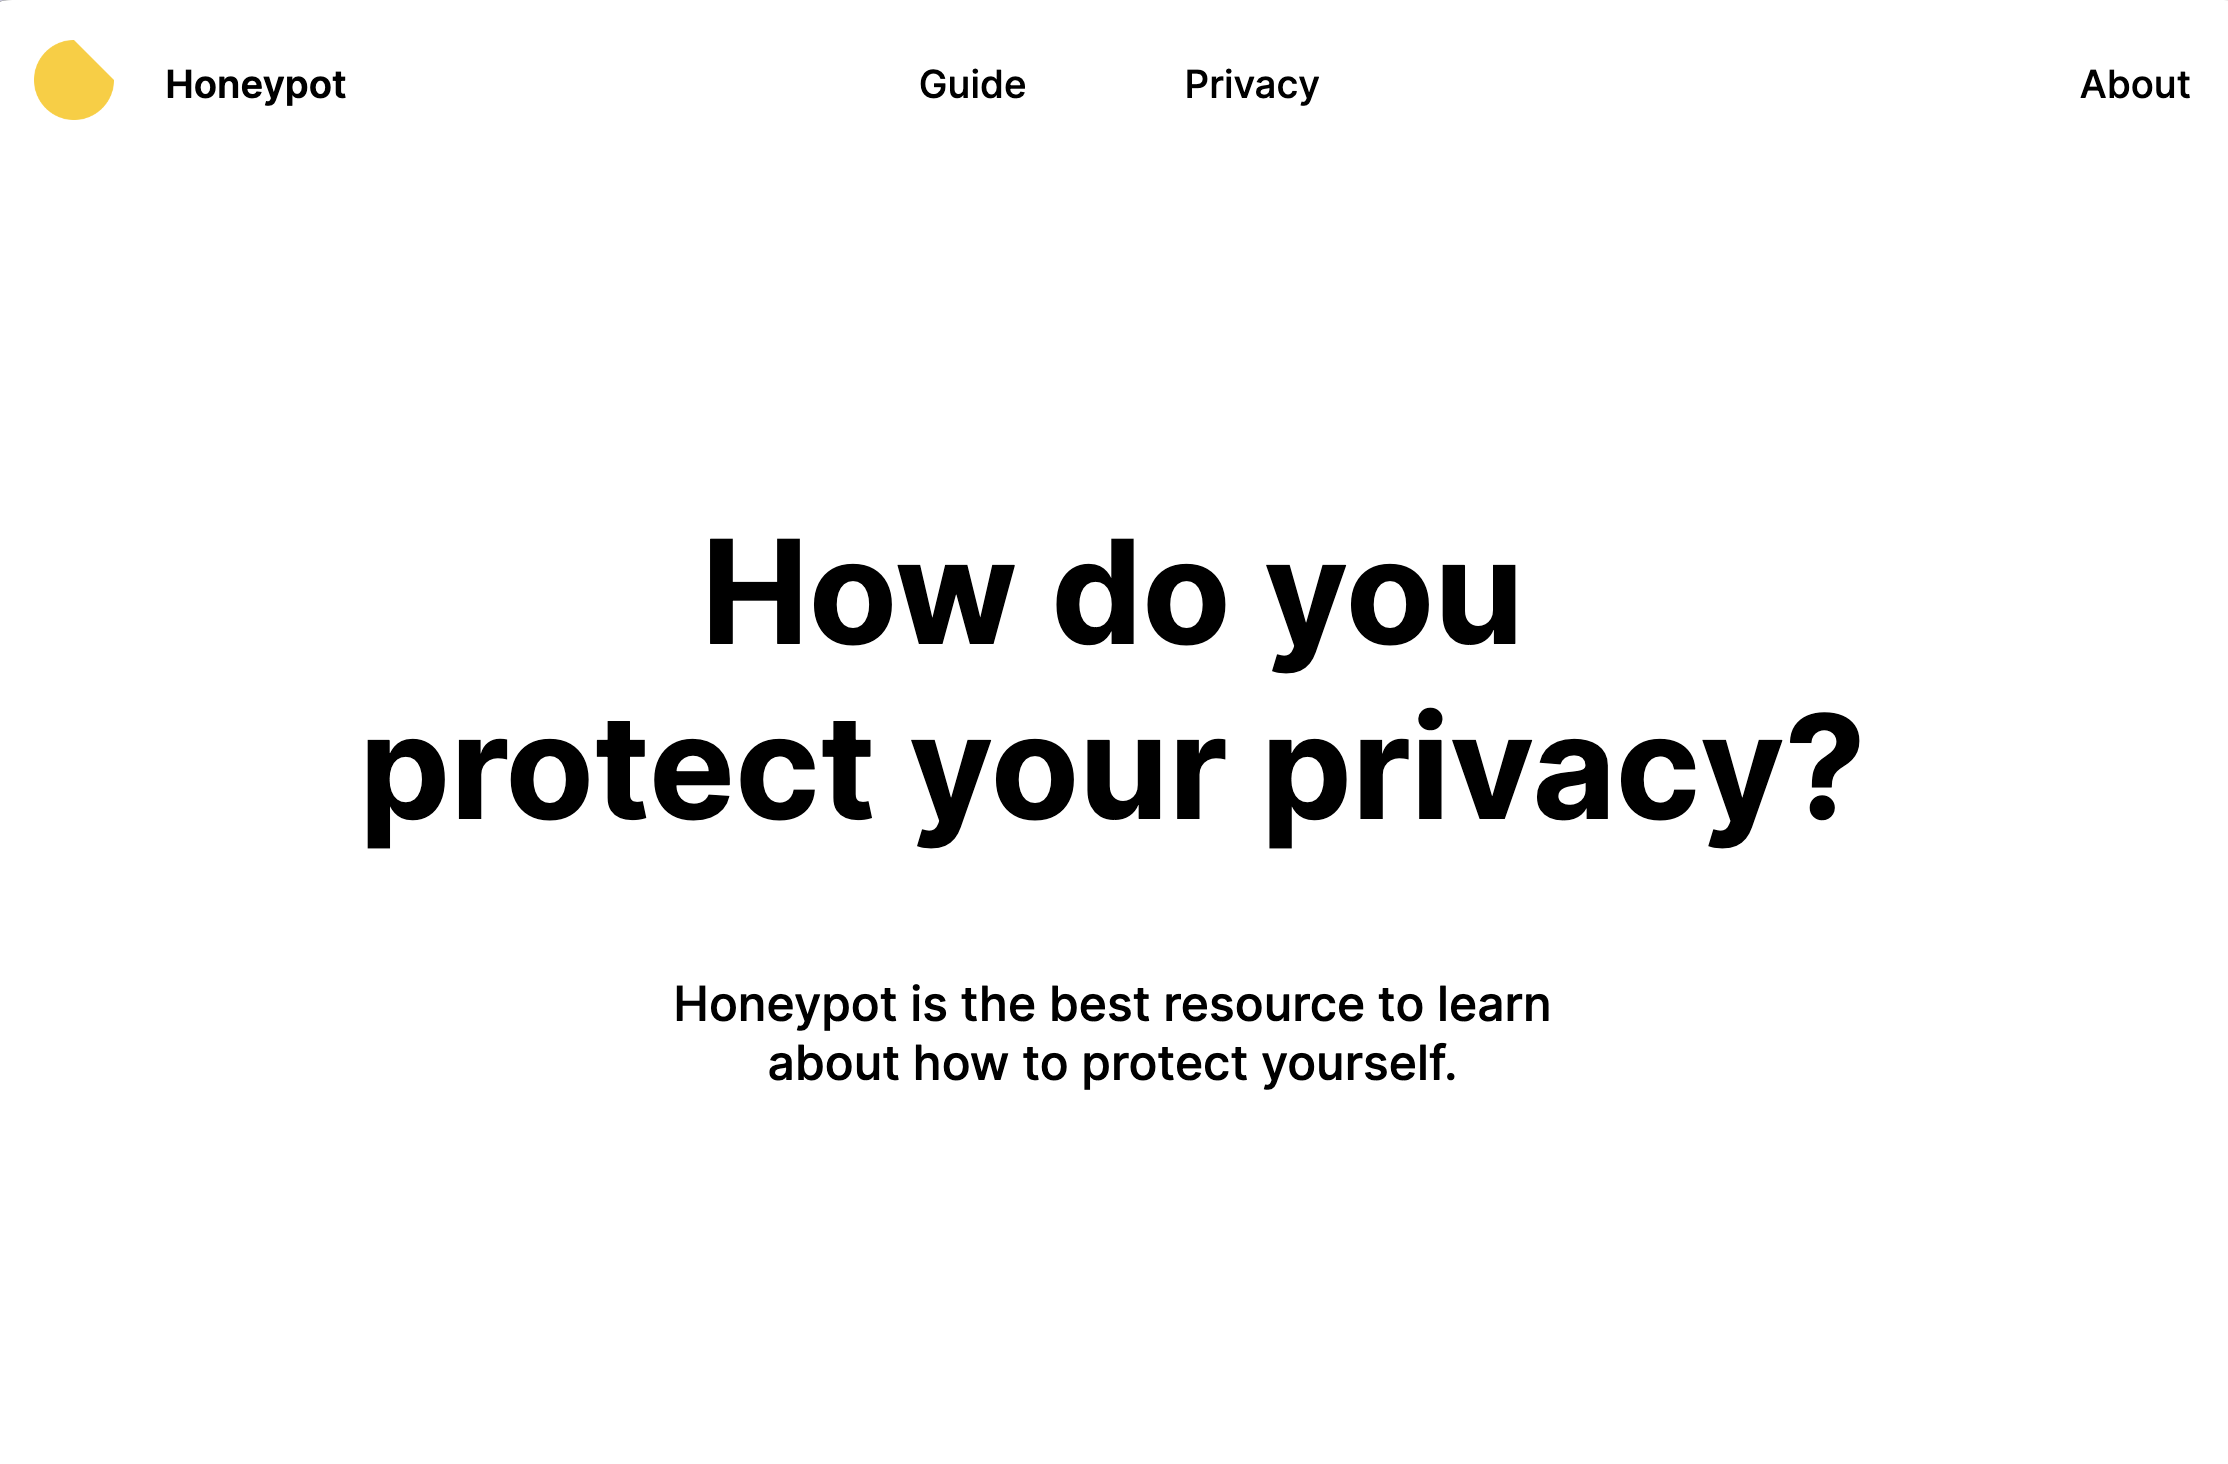 Honeypot
Guide
Privacy
About
How do you
protect your privacy?
Honeypot is the best resource to learn
about how to protect yourself.